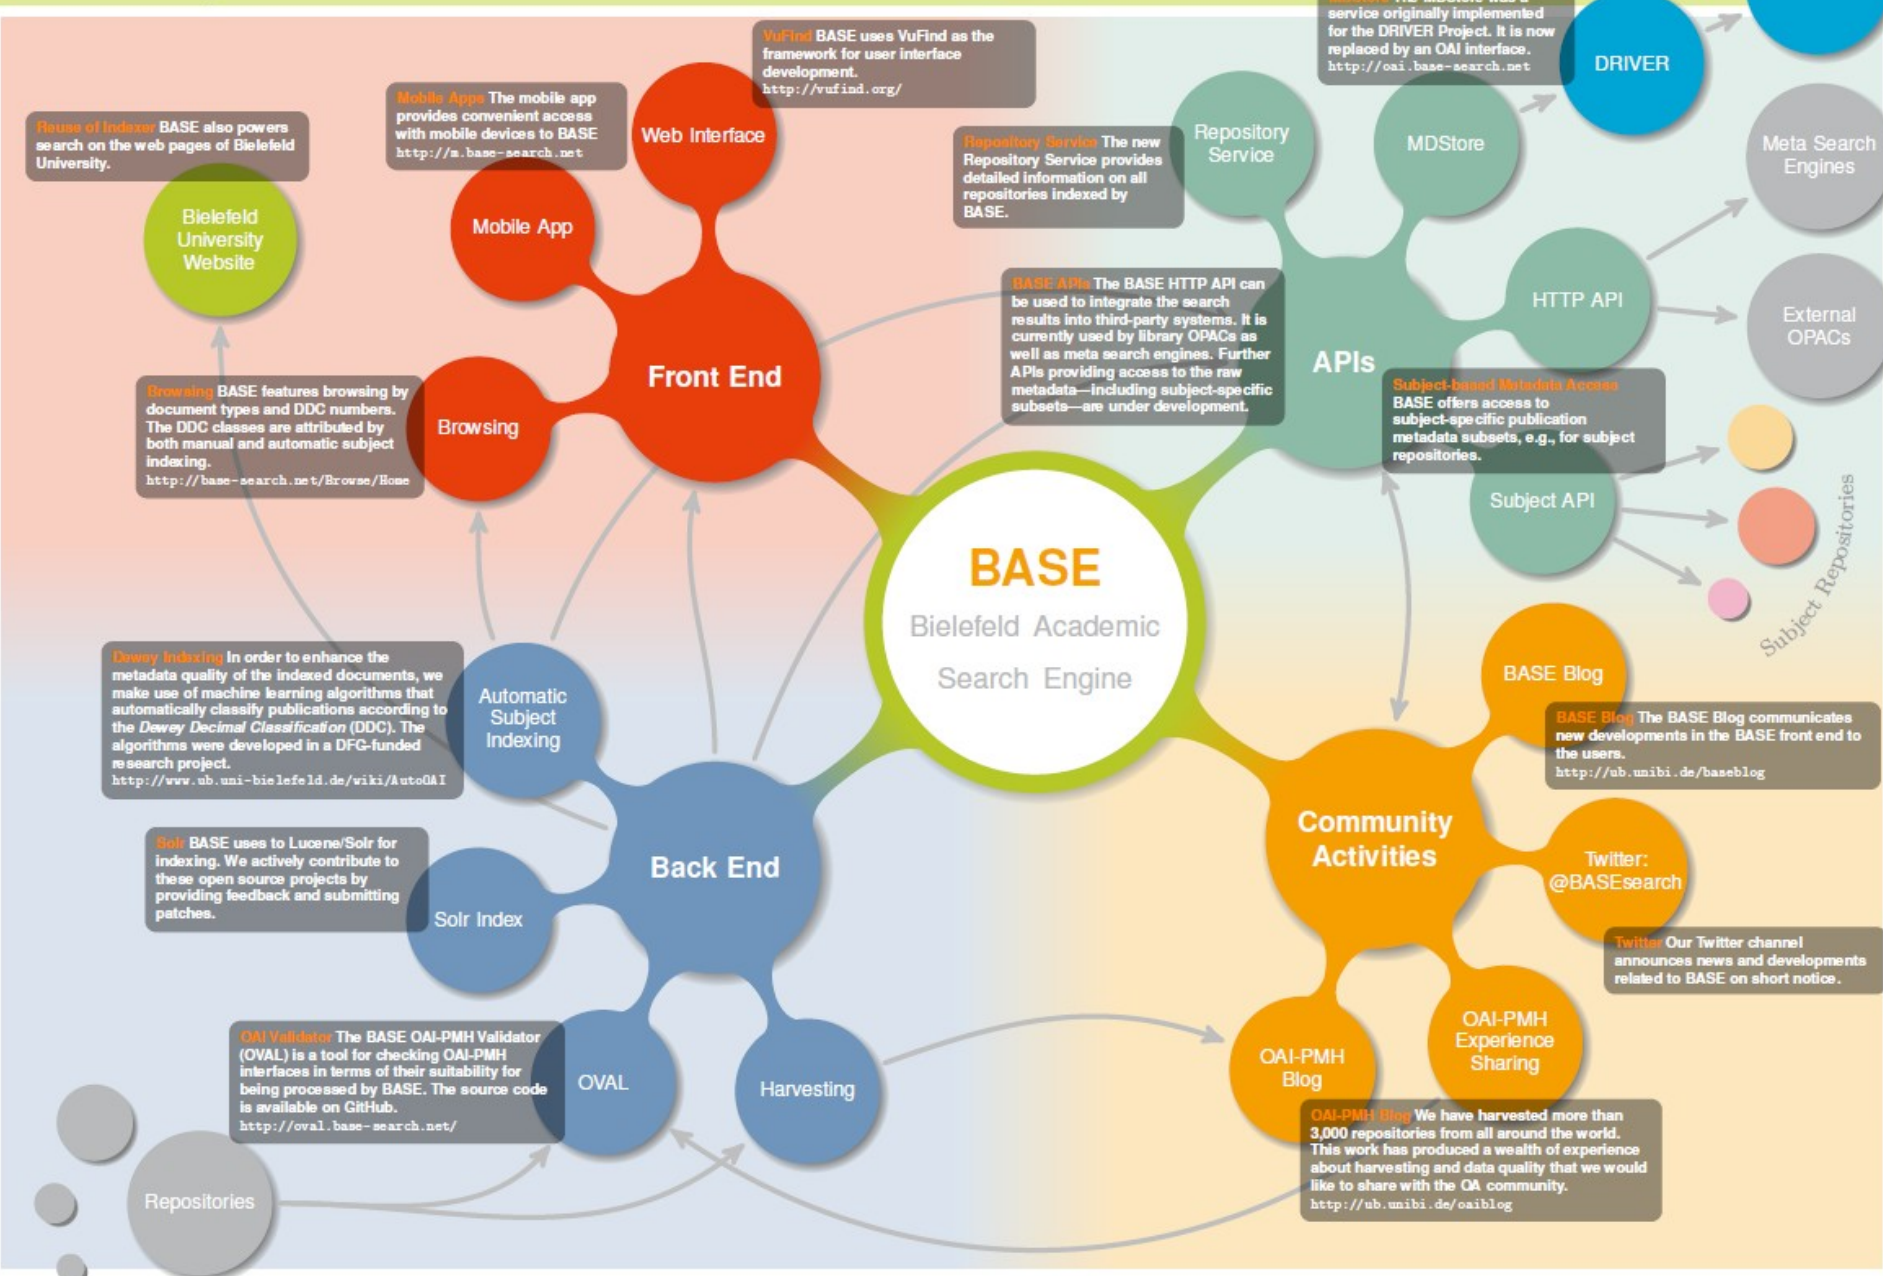 VuFind BASE uses VuFind as the
framework for user interface
development.
http://vufind.org/
service originally implemented
for the DRIVER Project. It is now
replaced by an OAI interface.
http://oai.base-search.net
DRIVER
Mobile Apps The mobile app
provides convenient access
with mobile devices to BASE
http://m.base-search.net
Web Interface
Reuse of Indexer BASE also powers
search on the web pages of Bielefeld
University.
Repository Service The new
Repository Service provides
detailed information on all
repositories indexed by
BASE.
Repository
Service
MDStore
Meta Search
Engines
Bielefeld
University
Website
Mobile App
BASE APIs The BASE HTTP API can
be used to integrate the search
results into third-party systems. It is
currently used by library OPACs as
well as meta search engines. Further
APIs providing access to the raw
metadata—including subject-specific
subsets—are under development.
HTTP API
External
OPACs
Front End
APIs
Browsing BASE features browsing by
document types and DDC numbers.
The DDC classes are attributed by
both manual and automatic subject
indexing.
http://base-search.net/Browse/Home
Browsing
Subject-based Metadata Access
BASE offers access to
subject-specific publication
metadata subsets, e.g., for subject
repositories.
Subject API
Subject Repositories
BASE
Bielefeld Academic
Search Engine
Dewey Indexing In order to enhance the
metadata quality of the indexed documents, we
make use of machine learning algorithms that
automatically classify publications according to
the Dewey Decimal Classification (DDC). The
algorithms were developed in a DFG-funded
research project.
http://www.ub.uni-bielefeld.de/wiki/AutoOAI
Automatic
Subject
Indexing
BASE Blog
BASE Blog The BASE Blog communicates
new developments in the BASE front end to
the users.
http://ub.unibi.de/baseblog
Solr BASE uses to Lucene/Solr for
indexing. We actively contribute to
these open source projects by
providing feedback and submitting
patches.
Solr Index
Back End
Community
Activities
Twitter:
@BASEsearch
Twitter Our Twitter channel
announces news and developments
related to BASE on short notice.
OAI Validator The BASE OAI-PMH Validator
(OVAL) is a tool for checking OAI-PMH
interfaces in terms of their suitability for
being processed by BASE. The source code
is available on GitHub.
http://oval.base-search.net/
OVAL
Harvesting
OAI-PMH
Blog
OAI-PMH
Experience
Sharing
OAI-PMH Blog We have harvested more than
3,000 repositories from all around the world.
This work has produced a wealth of experience
about harvesting and data quality that we would
like to share with the OA community.
http://ub.unibi.de/oaiblog
Repositories